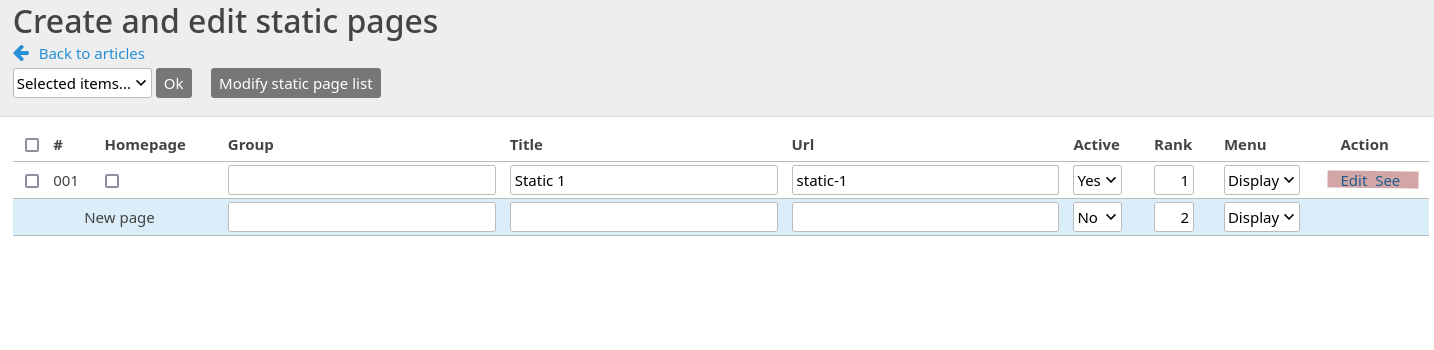 Create and edit static pages
Back to articles
Selected items... Ok Modify static page list
# Homepage Group Title Url Active Rank Menu Action
001 Static 1 static-1 Yes 1 Display Edit See
New page No 2 Display